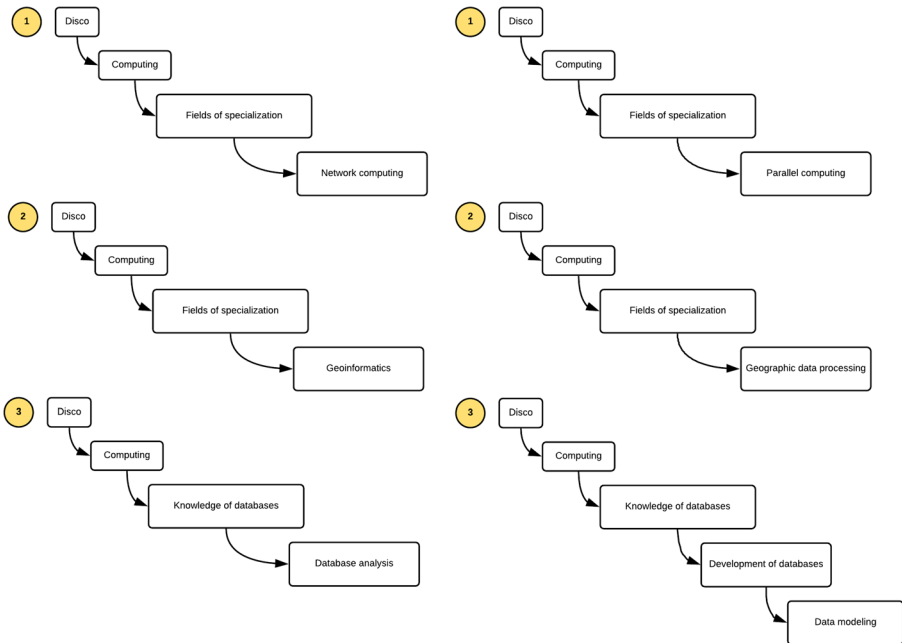 1
Disco
Computing
Fields of specialization
Network computing
1
Disco
Computing
Fields of specialization
Parallel computing
2
Disco
Computing
Fields of specialization
Geoinformatics
2
Disco
Computing
Fields of specialization
Geographic data processing
3
Disco
Computing
Knowledge of databases
Database analysis
3
Disco
Computing
Knowledge of databases
Development of databases
Data modeling